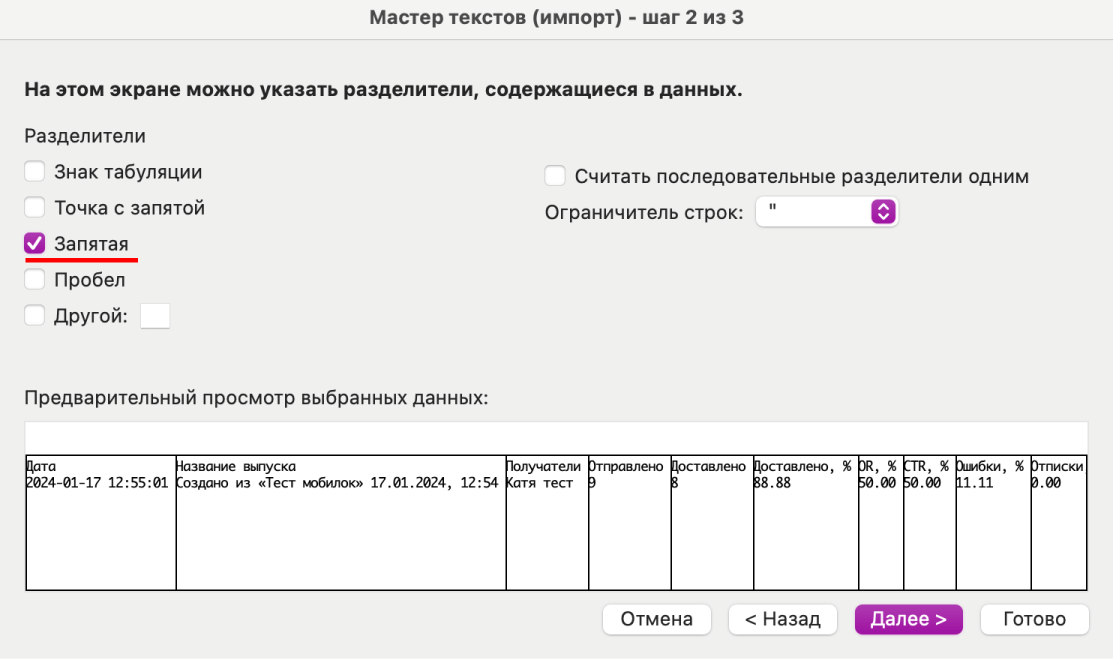 Мастер текстов (импорт) - шаг 2 из 3
На этом экране можно указать разделители, содержащиеся в данных.
Разделители
Знак табуляции
Точка с запятой
Запятая
Пробел
Другой:
Считать последовательные разделители одним
Ограничитель строк: "
Предварительный просмотр выбранных данных:
Дата Название выпуска Получатели Отправлено Доставлено Доставлено, % OR, % CTR, % Ошибки, % Отписки
2024-01-17 12:55:01 Создано из «Тест мобилок» 17.01.2024, 12:54 Катя тест 9 8 88.88 50.00 50.00 11.11 0.00
Отмена < Назад Далее > Готово